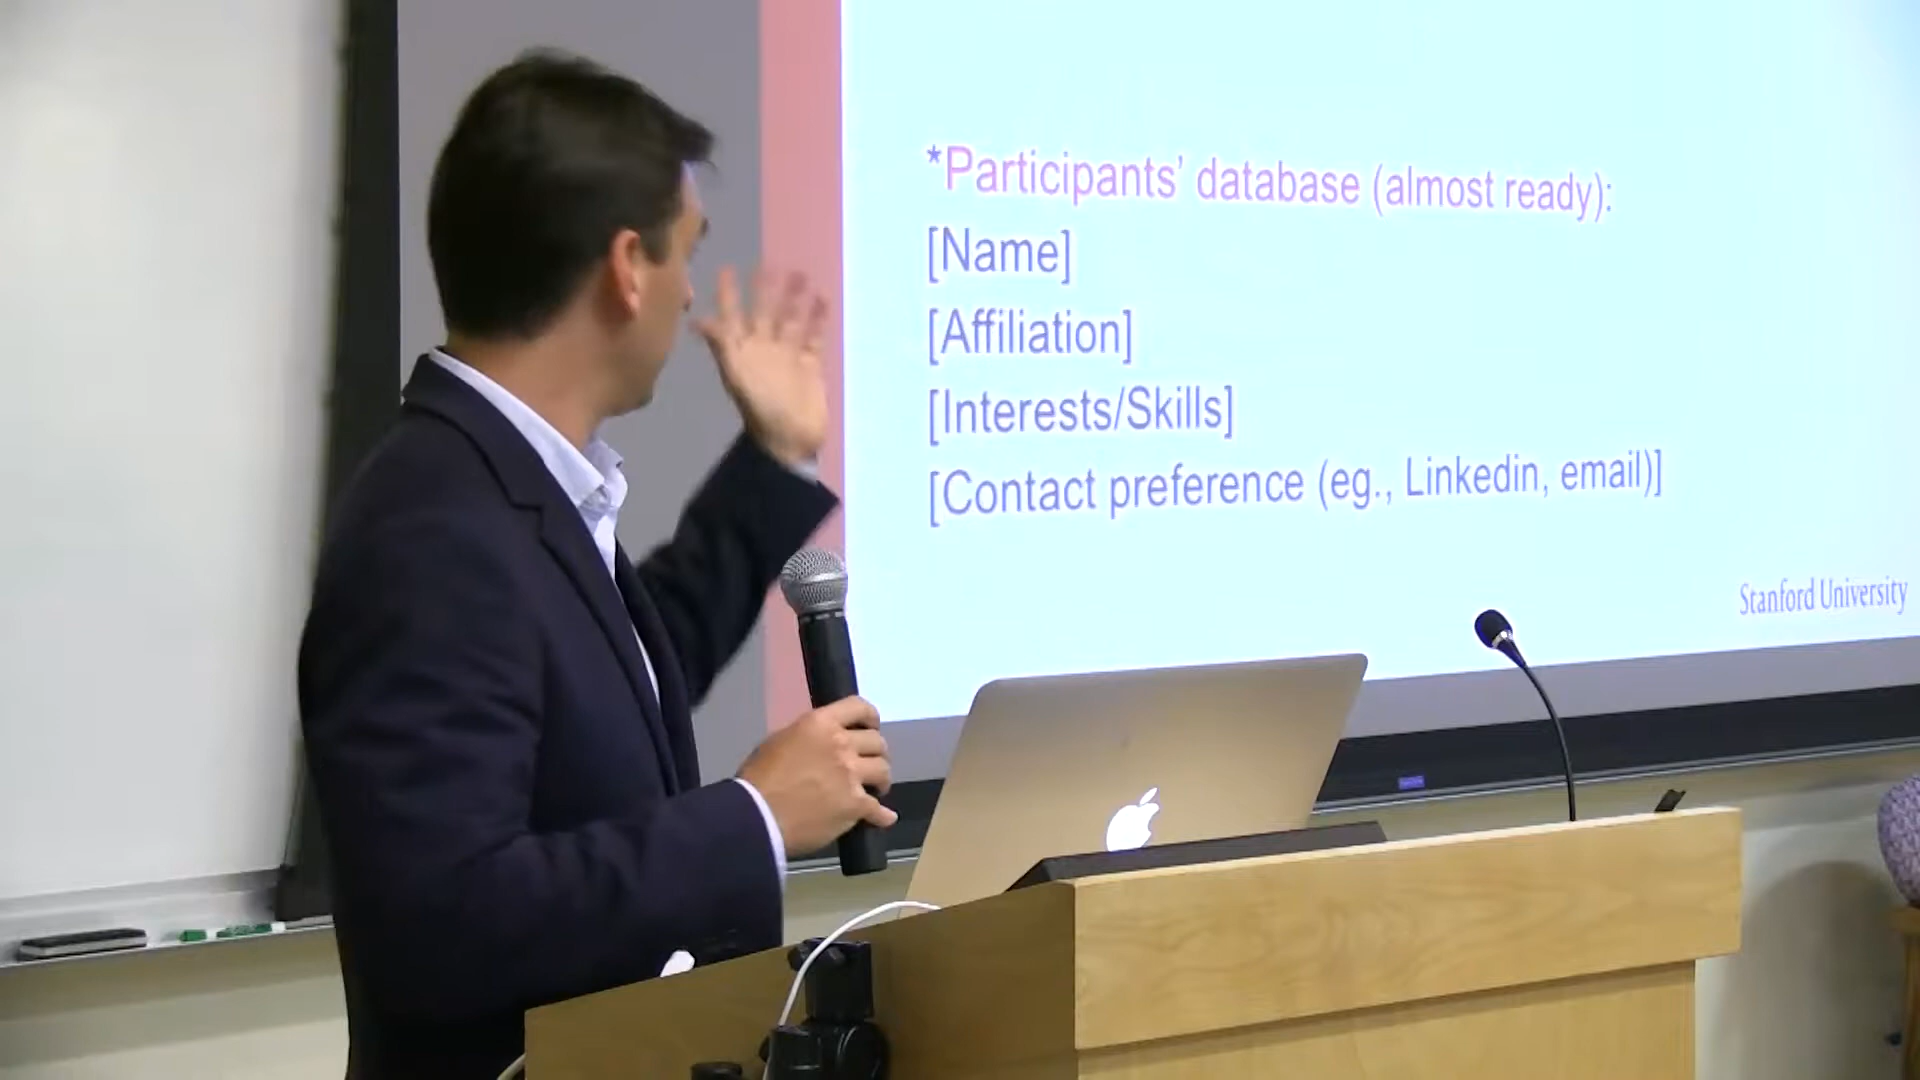 *Participants' database (almost ready):
[Name]
[Affiliation]
[Interests/Skills]
[Contact preference (eg., Linkedin, email)]
Stanford University